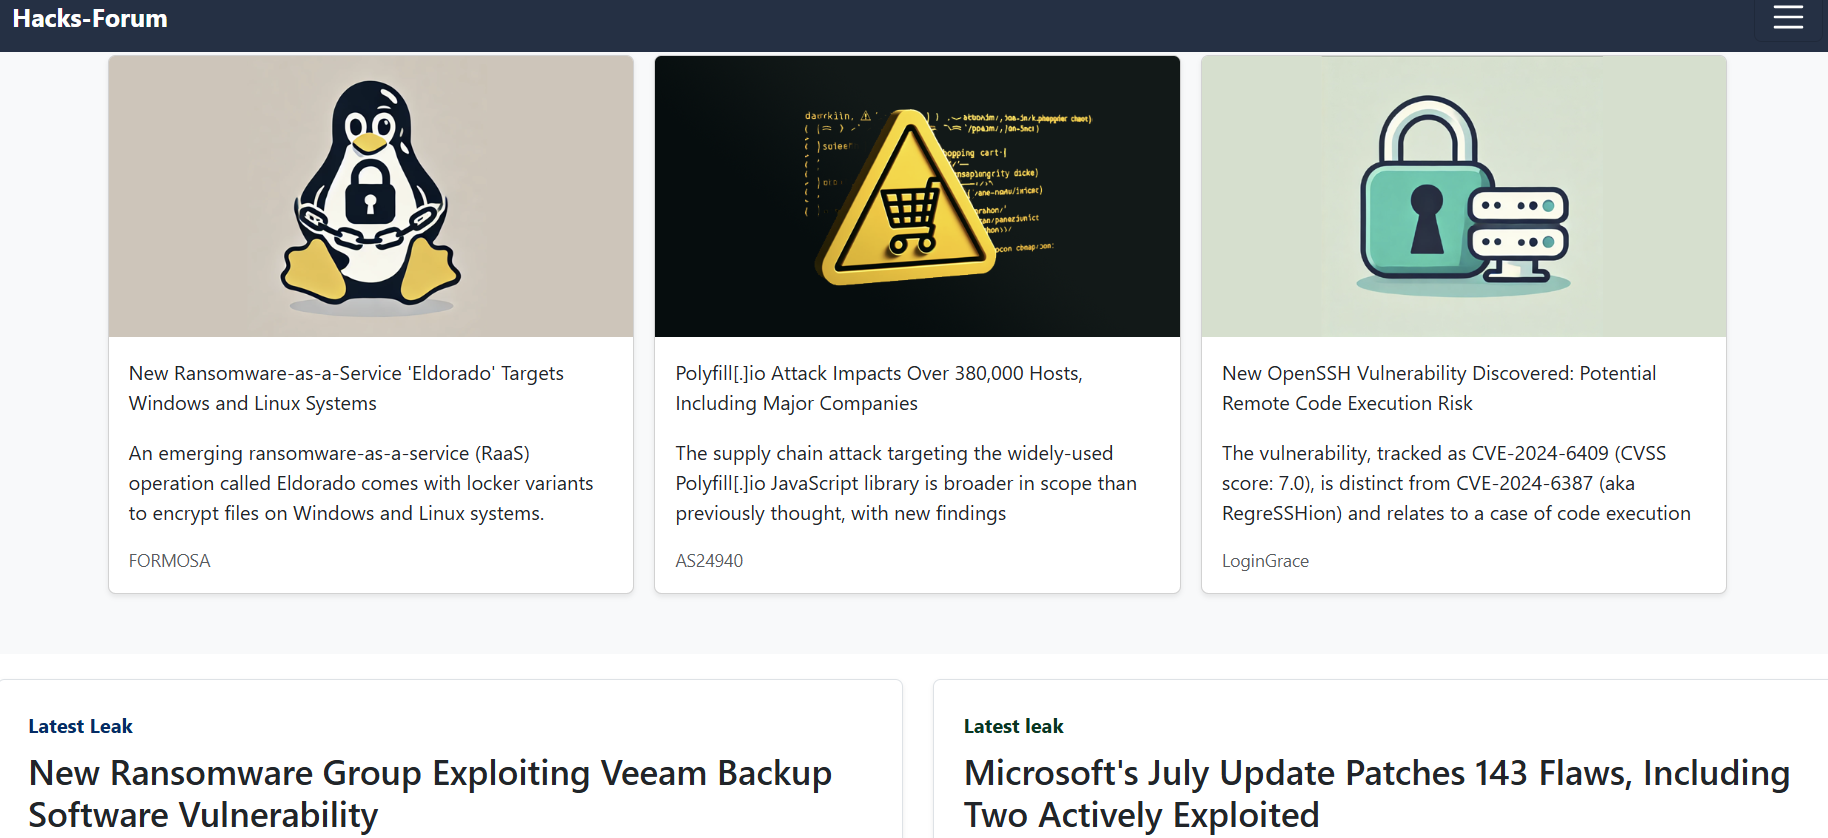 Hacks-Forum
New Ransomware-as-a-Service 'Eldorado' Targets
Windows and Linux Systems
An emerging ransomware-as-a-service (RaaS)
operation called Eldorado comes with locker variants
to encrypt files on Windows and Linux systems.
FORMOSA
opping cart
Polyfill[.]io Attack Impacts Over 380,000 Hosts,
Including Major Companies
The supply chain attack targeting the widely-used
Polyfill[.]io JavaScript library is broader in scope than
previously thought, with new findings
AS24940
New OpenSSH Vulnerability Discovered: Potential
Remote Code Execution Risk
The vulnerability, tracked as CVE-2024-6409 (CVSS
score: 7.0), is distinct from CVE-2024-6387 (aka
RegreSSHion) and relates to a case of code execution
LoginGrace
Latest Leak
New Ransomware Group Exploiting Veeam Backup
Software Vulnerability
Latest leak
Microsoft's July Update Patches 143 Flaws, Including
Two Actively Exploited